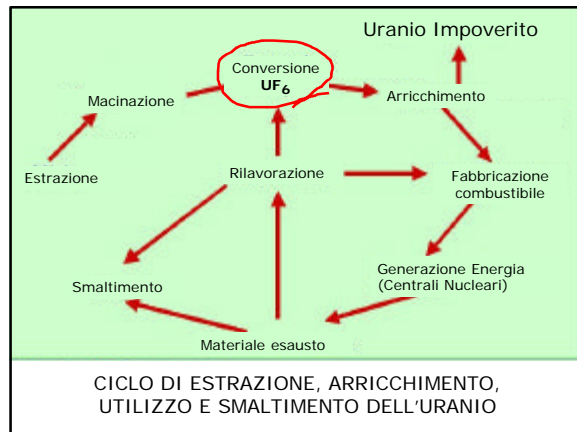 Uranio Impoverito
Conversione
UF6
Macinazione
Arricchimento
Estrazione
Rilavorazione
Fabbricazione
combustibile
Smaltimento
Generazione Energia
(Centrali Nucleari)
Materiale esausto
CICLO DI ESTRAZIONE, ARRICCHIMENTO,
UTILIZZO E SMALTIMENTO DELL'URANIO